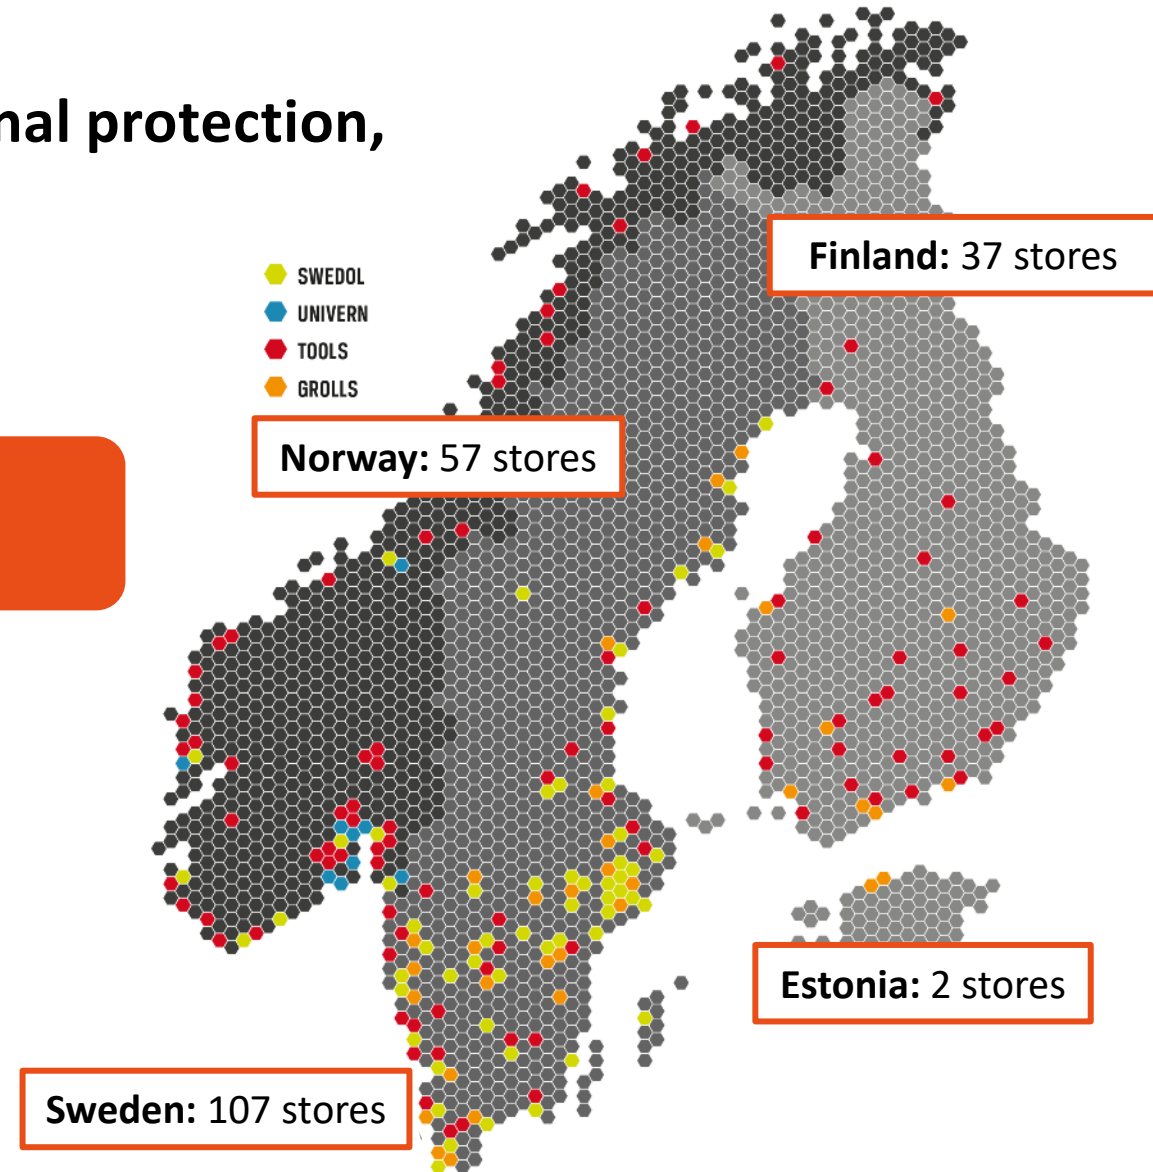 nal protection,
SWEDOL
UNIVERN
TOOLS
GROLLS
Finland: 37 stores
Norway: 57 stores
Estonia: 2 stores
Sweden: 107 stores